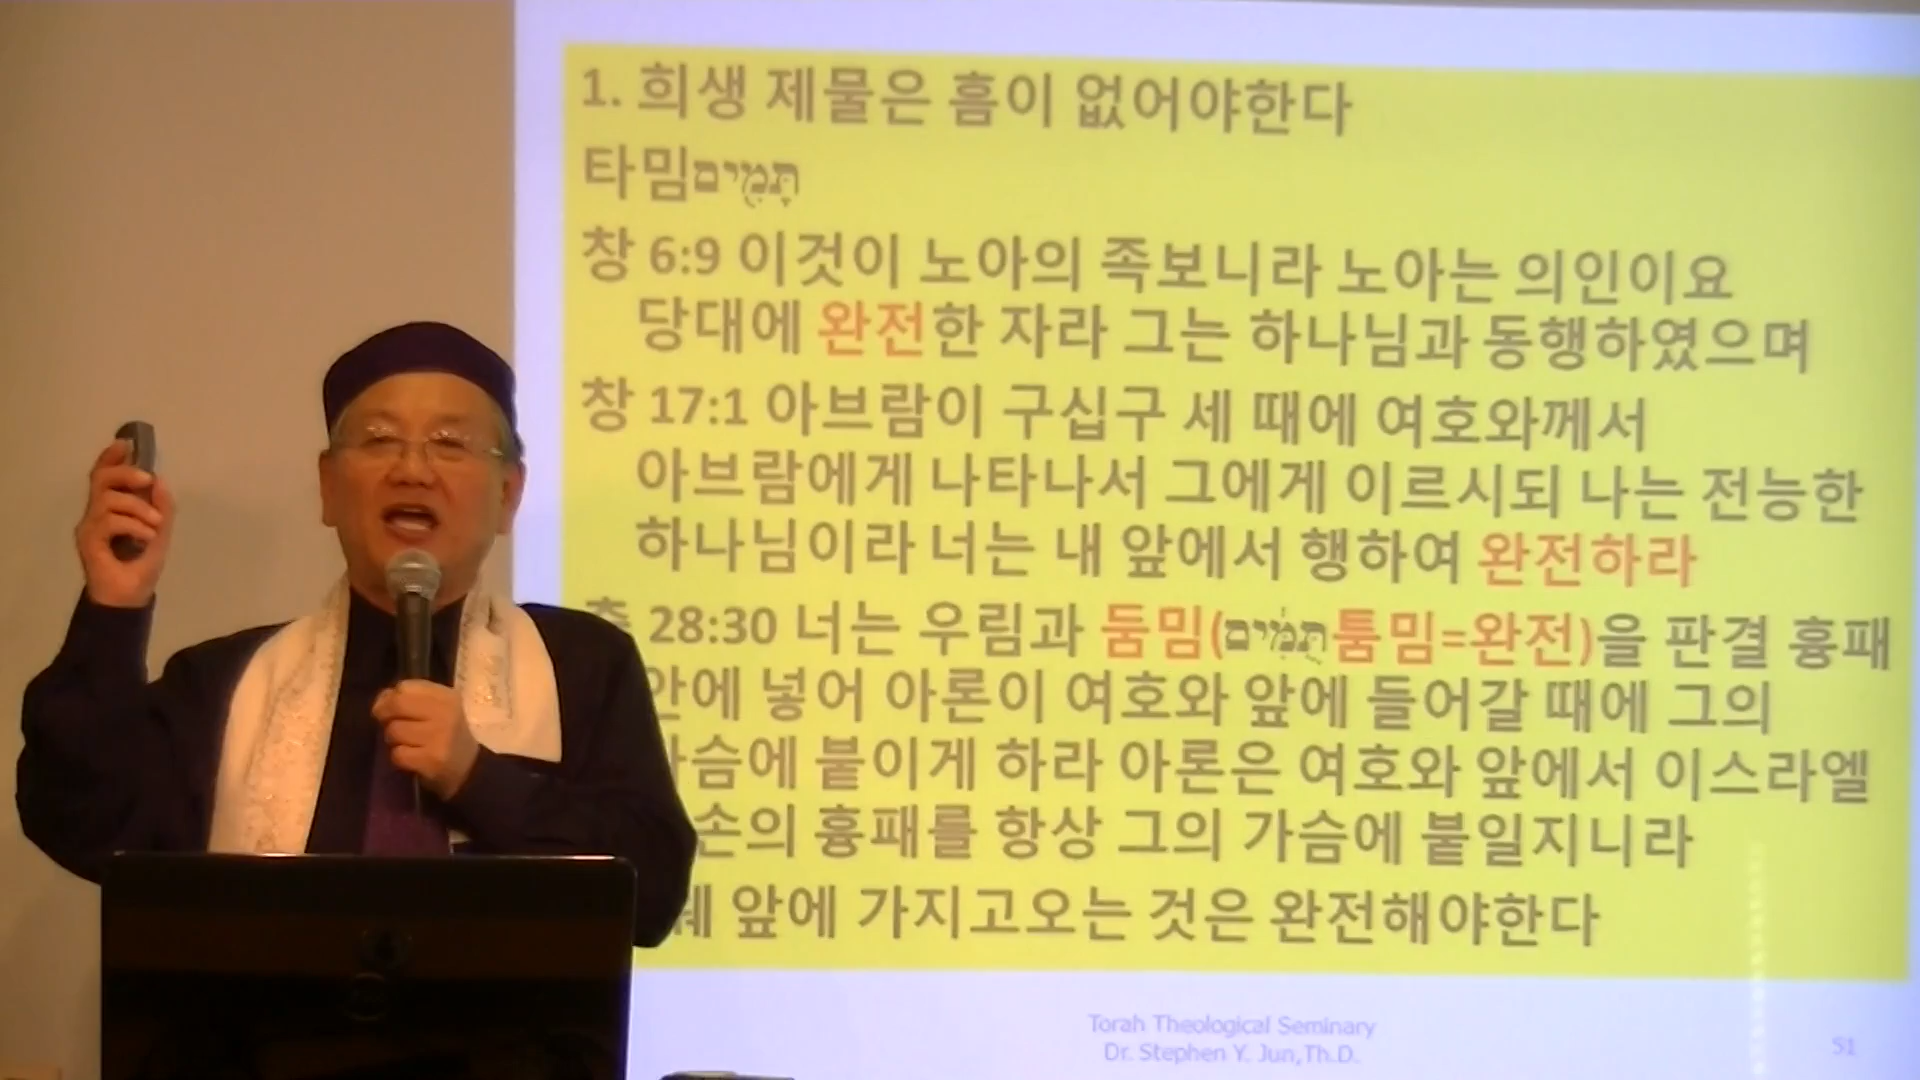 1. 희생 제물은 흠이 없어야한다
타밈תָּמִ֖ים
창 6:9 이것이 노아의 족보니라 노아는 의인이요
당대에 완전한 자라 그는 하나님과 동행하였으며
창 17:1 아브람이 구십구 세 때에 여호와께서
아브람에게 나타나서 그에게 이르시되 나는 전능한
하나님이라 너는 내 앞에서 행하여 완전하라
28:30 너는 우림과 둠밈(תֻּמִּ֔ים툼밈=완전)을 판결 흉패
안에 넣어 아론이 여호와 앞에 들어갈 때에 그의
가슴에 붙이게 하라 아론은 여호와 앞에서 이스라엘
손의 흉패를 항상 그의 가슴에 붙일지니라
앞에 가지고오는 것은 완전해야한다
Torah Theological Seminary
Dr. Stephen Y. Jun,Th.D.
51